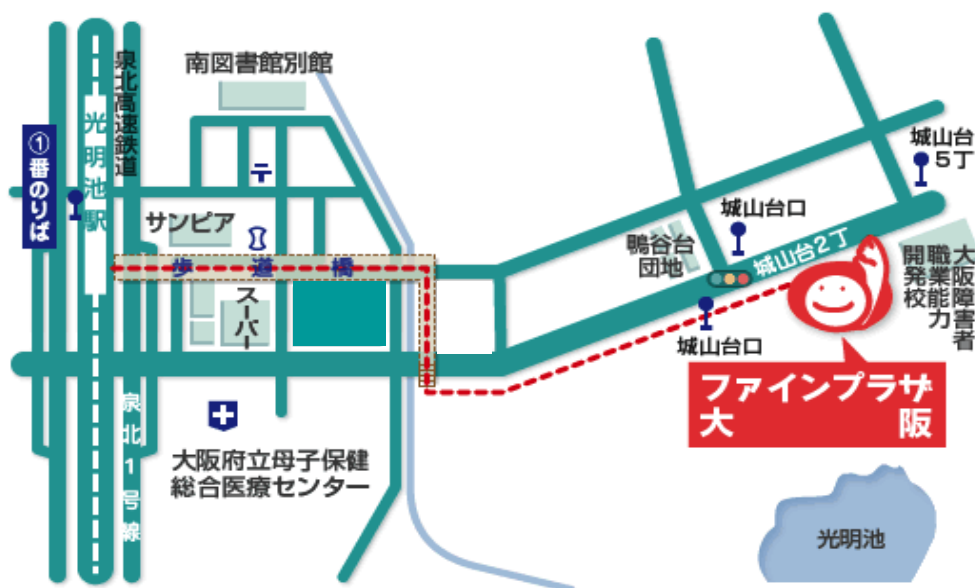 南図書館別館
泉北高速鉄道
①番のりば
光明池駅
〒
サンピア
歩道橋
スーパー
鴨谷台
団地
城山台口
城山台
5丁
城山台2丁
城山台口
大阪障害者
職業能力
開発校
ファインプラザ
大阪
泉北1号線
大阪府立母子保健
総合医療センター
光明池